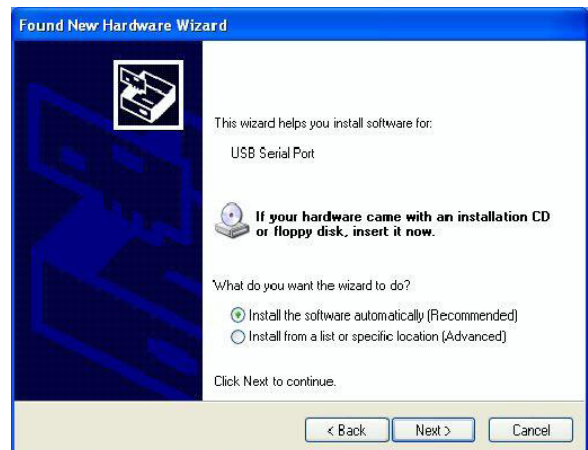 Found New Hardware Wizard
This wizard helps you install software for:
USB Serial Port
If your hardware came with an installation CD
or floppy disk, insert it now.
What do you want the wizard to do?
Install the software automatically (Recommended)
Install from a list or specific location (Advanced)
Click Next to continue.
< Back Next > Cancel